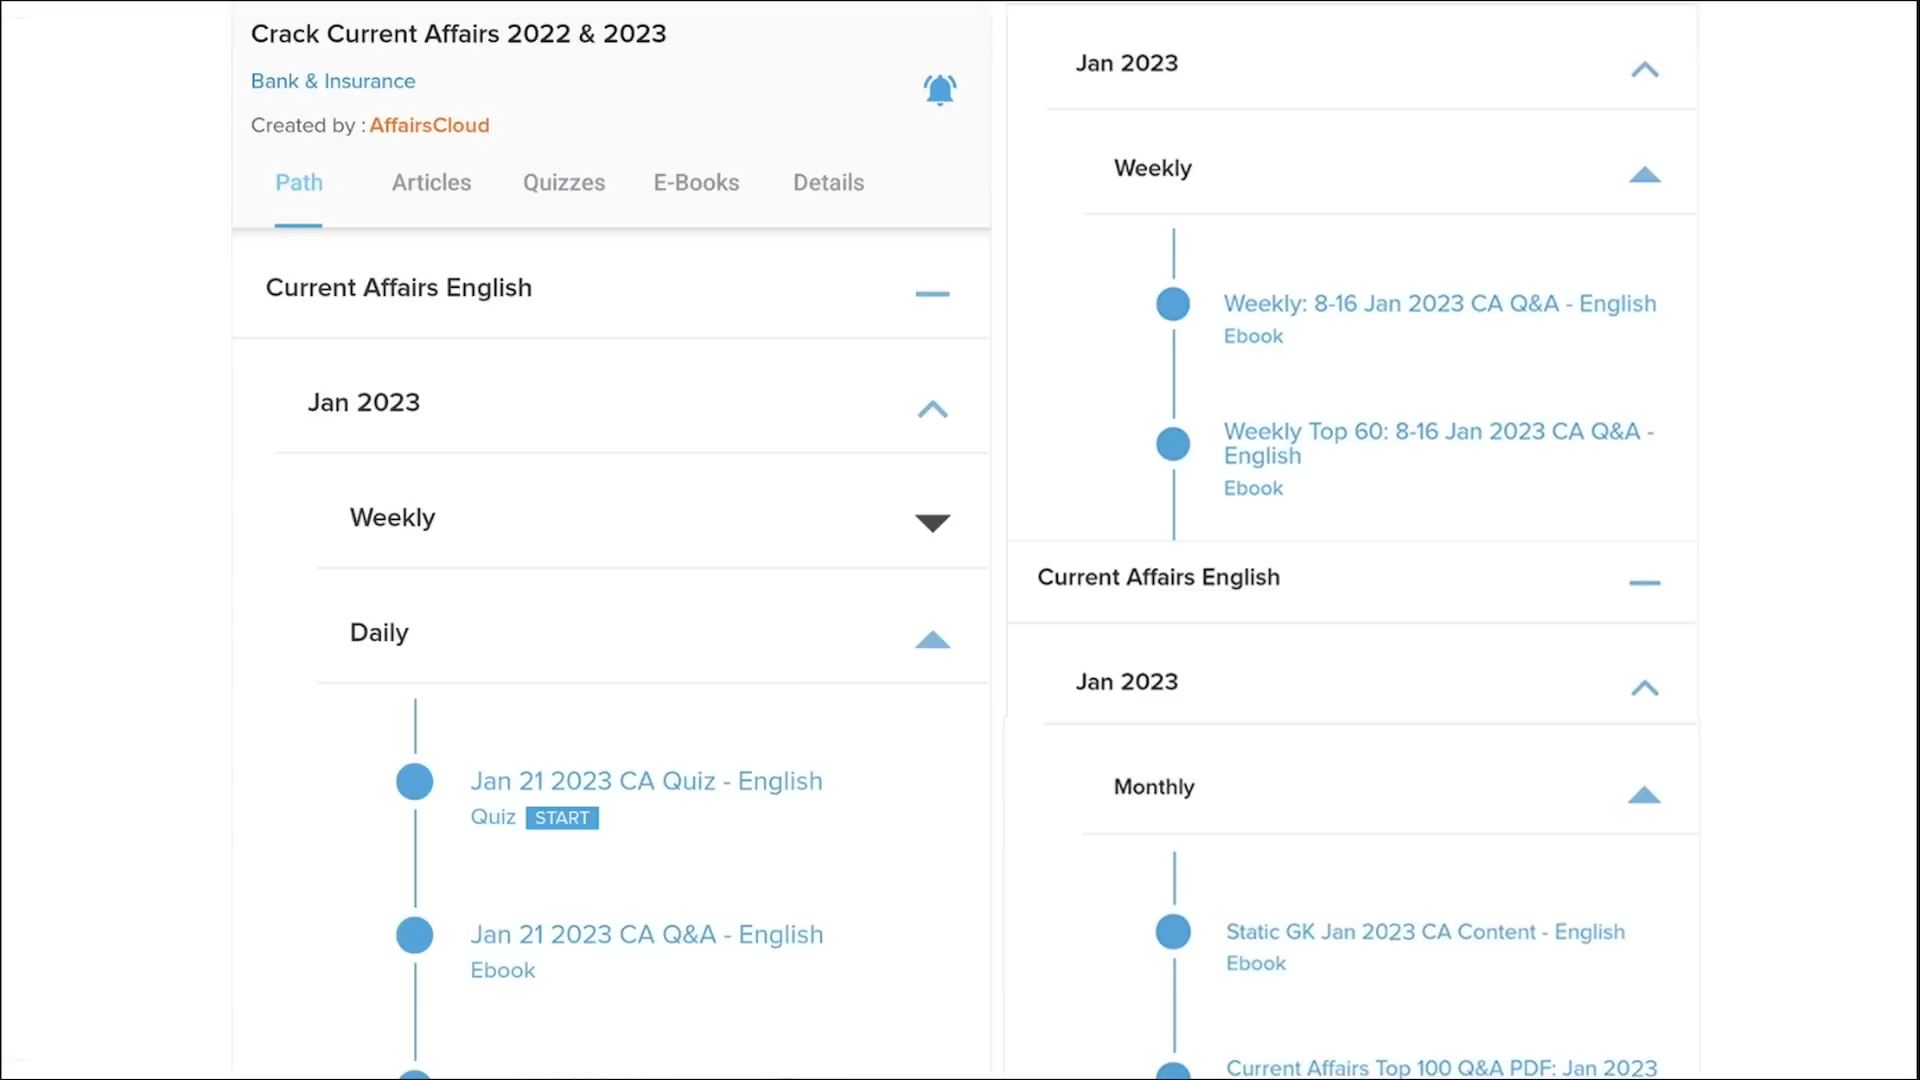 Crack Current Affairs 2022 & 2023
Bank & Insurance
Created by : AffairsCloud
Path Articles Quizzes E-Books Details
Current Affairs English
Jan 2023
Weekly
Daily
Jan 21 2023 CA Quiz - English
Quiz START
Jan 21 2023 CA Q&A - English
Ebook
Jan 2023
Weekly
Weekly: 8-16 Jan 2023 CA Q&A - English
Ebook
Weekly Top 60: 8-16 Jan 2023 CA Q&A -
English
Ebook
Current Affairs English
Jan 2023
Monthly
Static GK Jan 2023 CA Content - English
Ebook
Current Affairs Top 100 Q&A PDF: Jan 2023